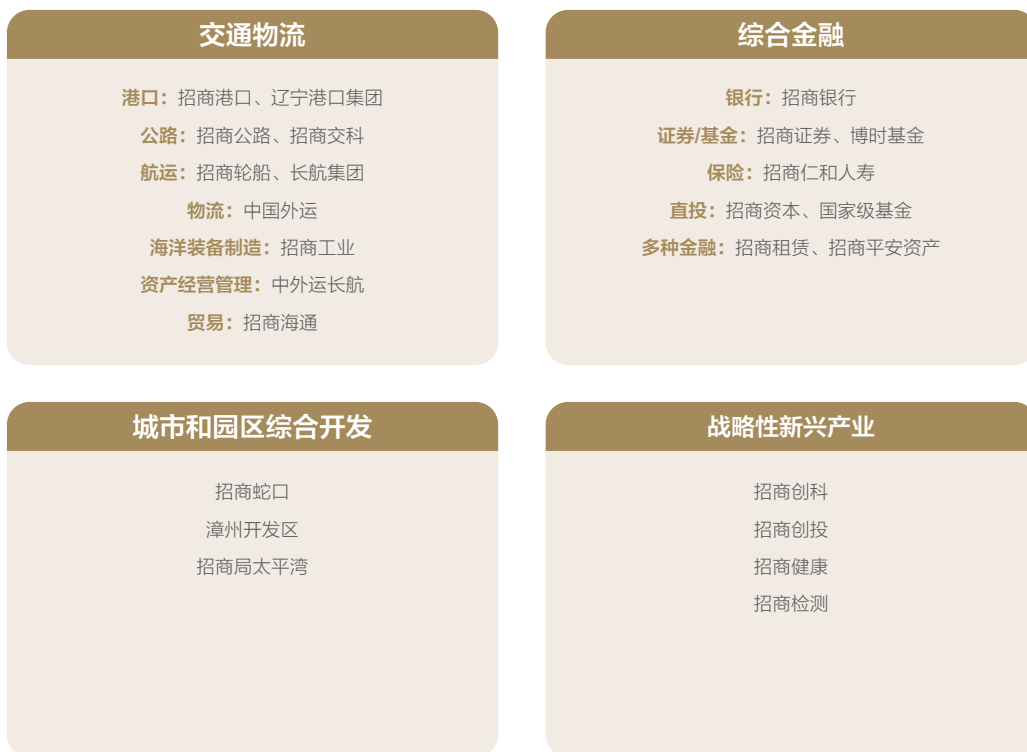 交通物流
港口：招商港口、辽宁港口集团
公路：招商公路、招商交科
航运：招商轮船、长航集团
物流：中国外运
海洋装备制造：招商工业
资产经营管理：中外运长航
贸易：招商海通
综合金融
银行：招商银行
证券/基金：招商证券、博时基金
保险：招商仁和人寿
直投：招商资本、国家级基金
多种金融：招商租赁、招商平安资产
城市和园区综合开发
招商蛇口
漳州开发区
招商局太平湾
战略性新兴产业
招商创科
招商创投
招商健康
招商检测